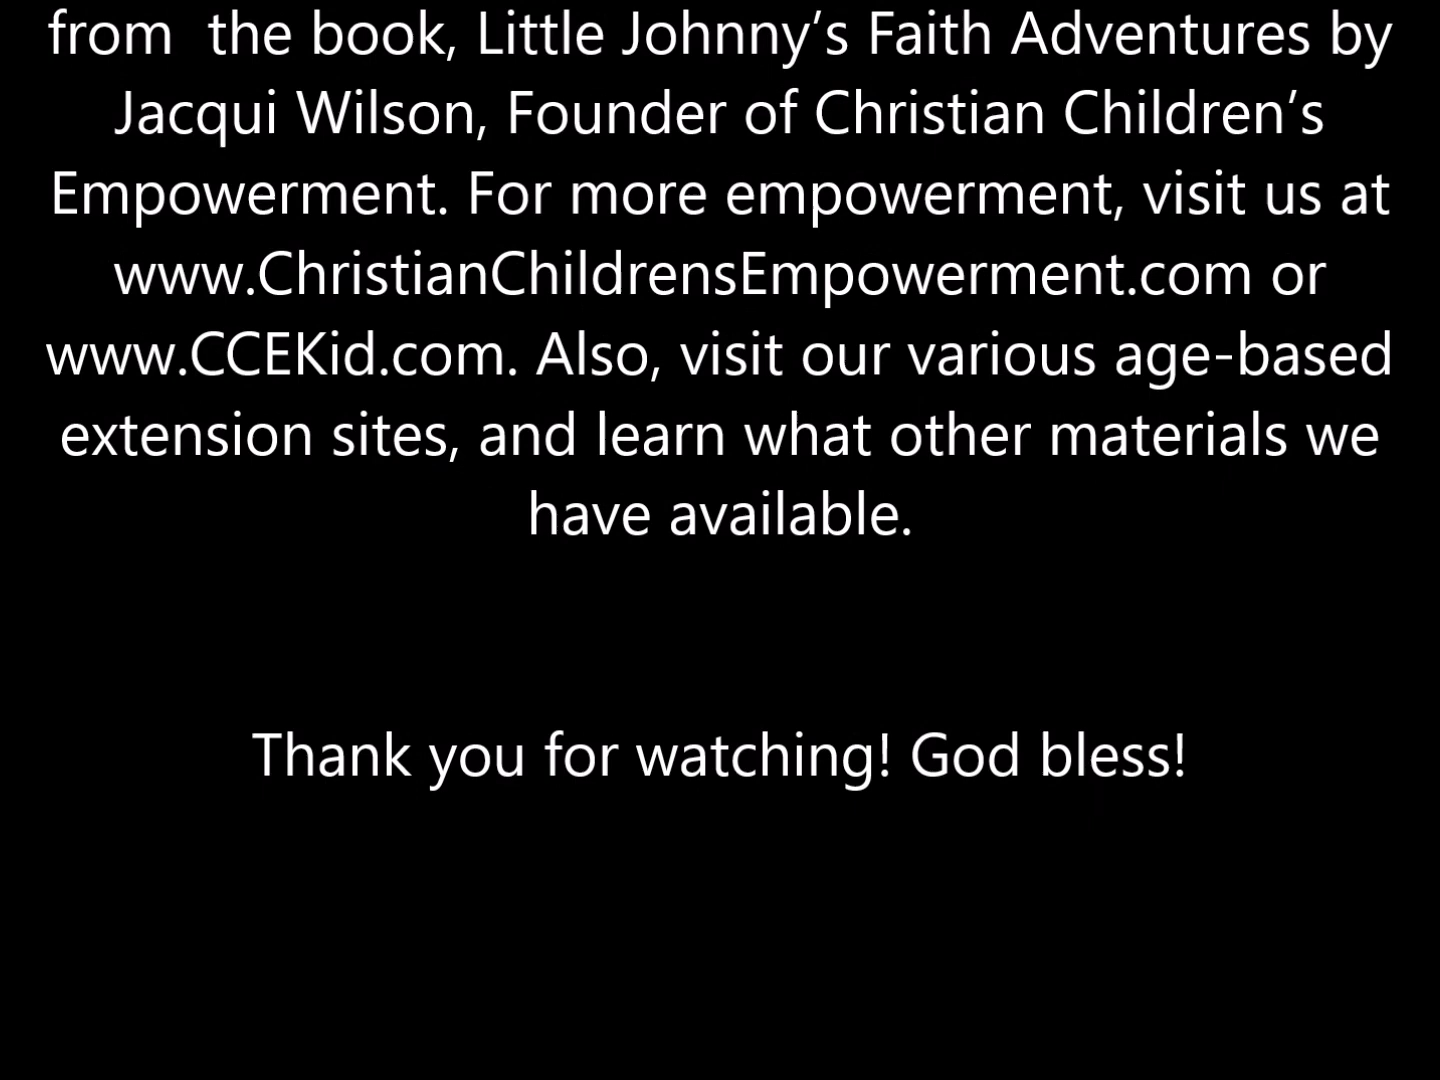 from  the book, Little Johnny’s Faith Adventures by
Jacqui Wilson, Founder of Christian Children’s
Empowerment. For more empowerment, visit us at
www.ChristianChildrensEmpowerment.com or
www.CCEKid.com. Also, visit our various age-based
extension sites, and learn what other materials we
have available.
Thank you for watching! God bless!